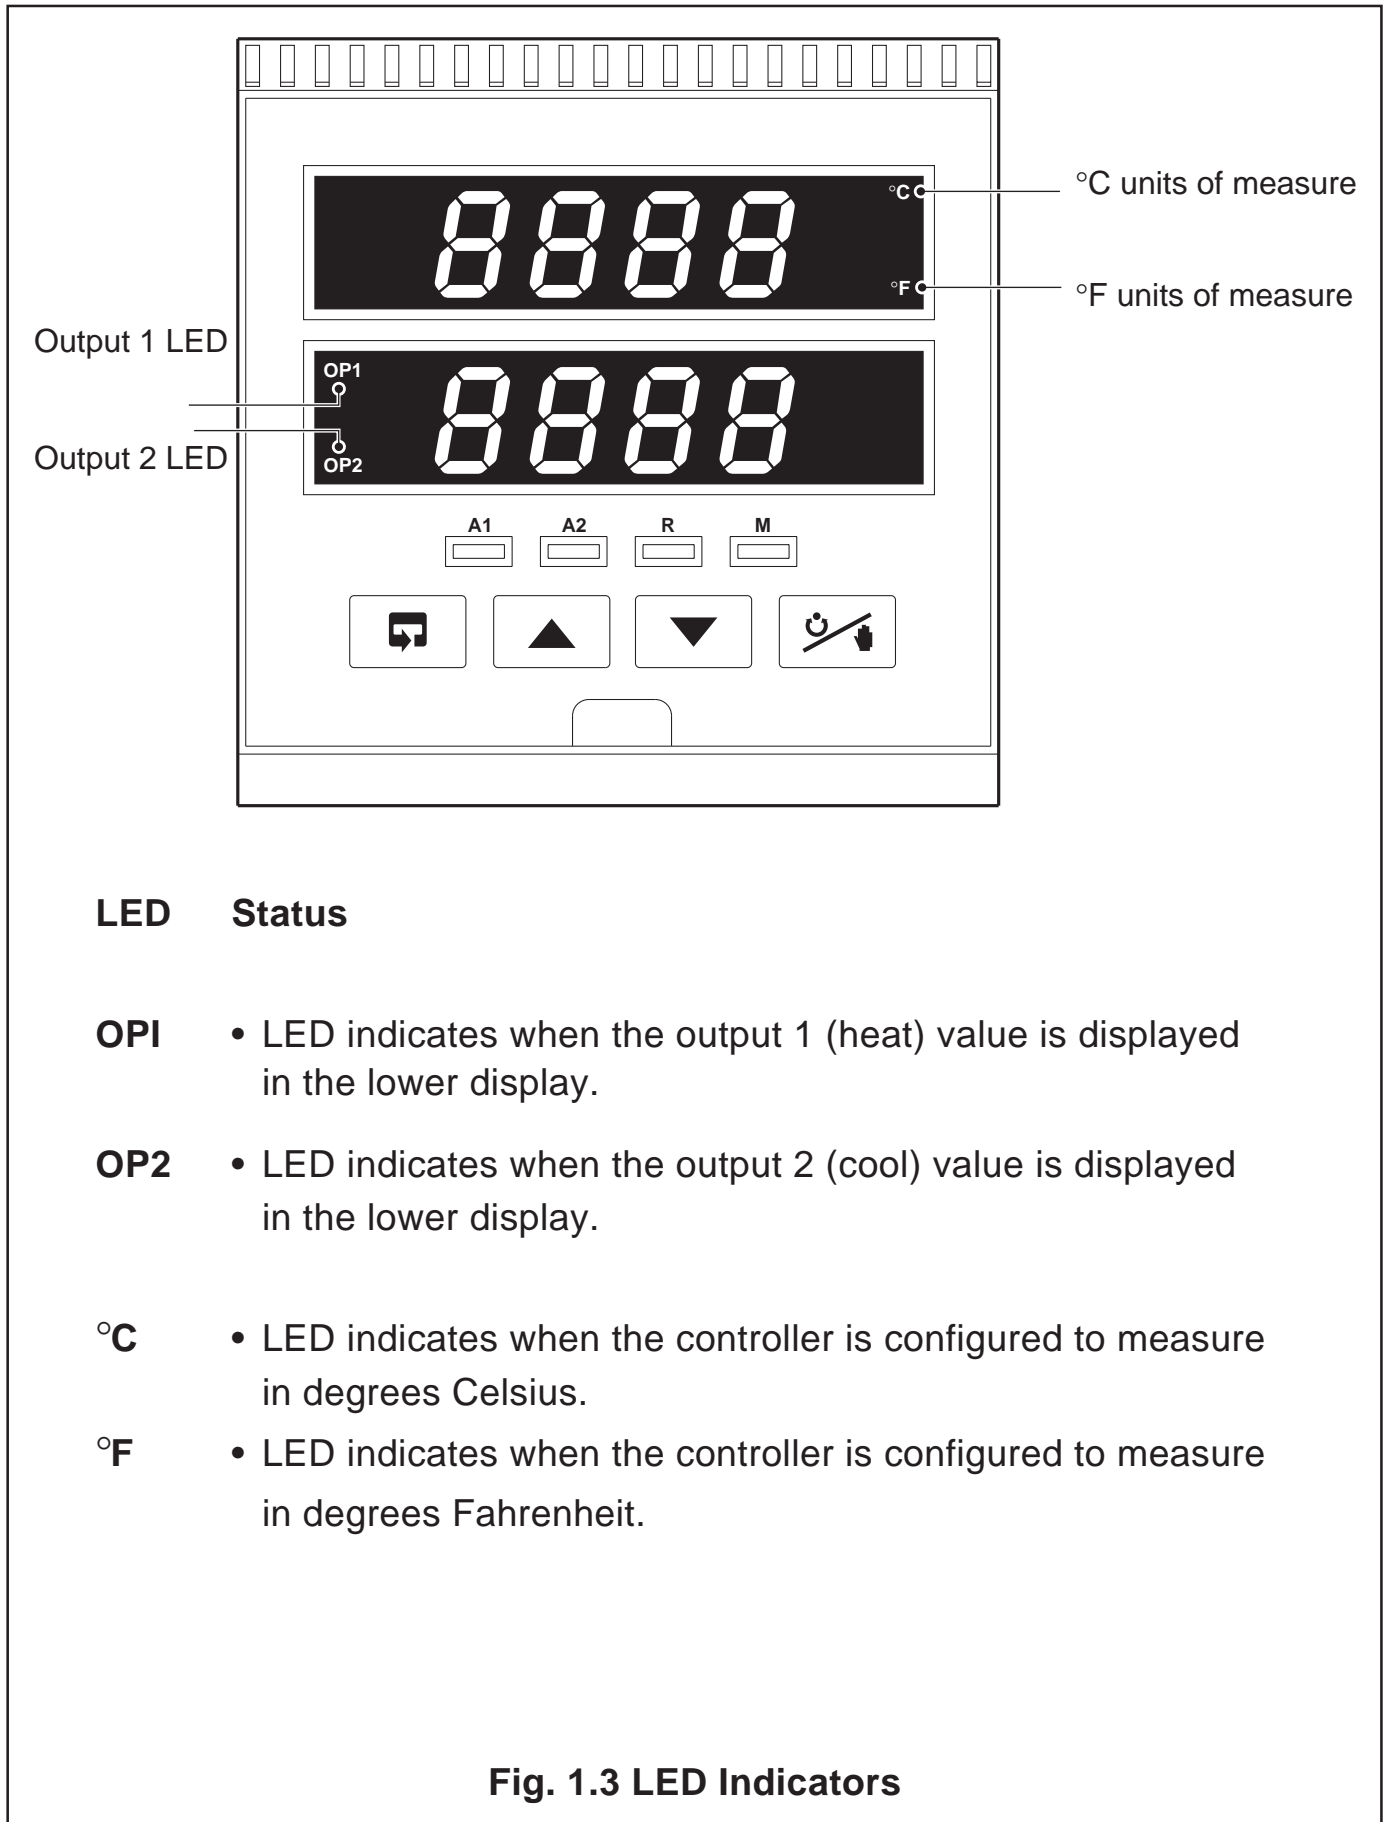 8888
°C
°C units of measure
°F
°F units of measure
Output 1 LED
OP1
8888
Output 2 LED
OP2
A1 A2 R M
LED Status
OPI • LED indicates when the output 1 (heat) value is displayed
in the lower display.
OP2 • LED indicates when the output 2 (cool) value is displayed
in the lower display.
°C • LED indicates when the controller is configured to measure
in degrees Celsius.
°F • LED indicates when the controller is configured to measure
in degrees Fahrenheit.
Fig. 1.3 LED Indicators